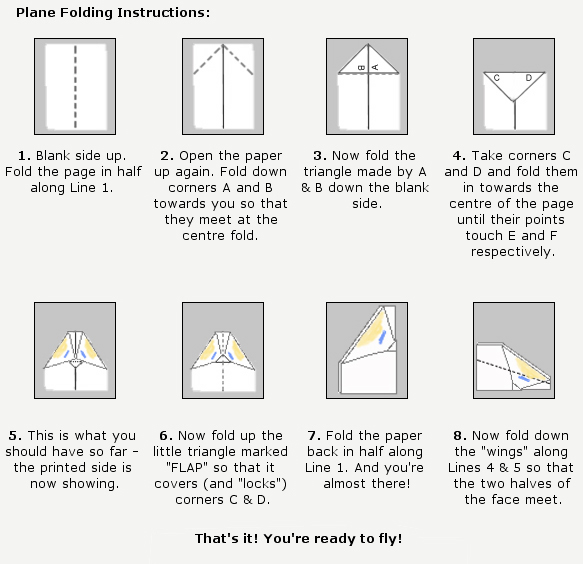 Plane Folding Instructions:
B A
C D
1. Blank side up.
Fold the page in half
along Line 1.
2. Open the paper
up again. Fold down
corners A and B
towards you so that
they meet at the
centre fold.
3. Now fold the
triangle made by A
& B down the blank
side.
4. Take corners C
and D and fold them
in towards the
centre of the page
until their points
touch E and F
respectively.
5. This is what you
should have so far –
the printed side is
now showing.
6. Now fold up the
little triangle marked
"FLAP" so that it
covers (and "locks")
corners C & D.
7. Fold the paper
back in half along
Line 1. And you're
almost there!
8. Now fold down
the "wings" along
Lines 4 & 5 so that
the two halves of
the face meet.
That's it! You're ready to fly!